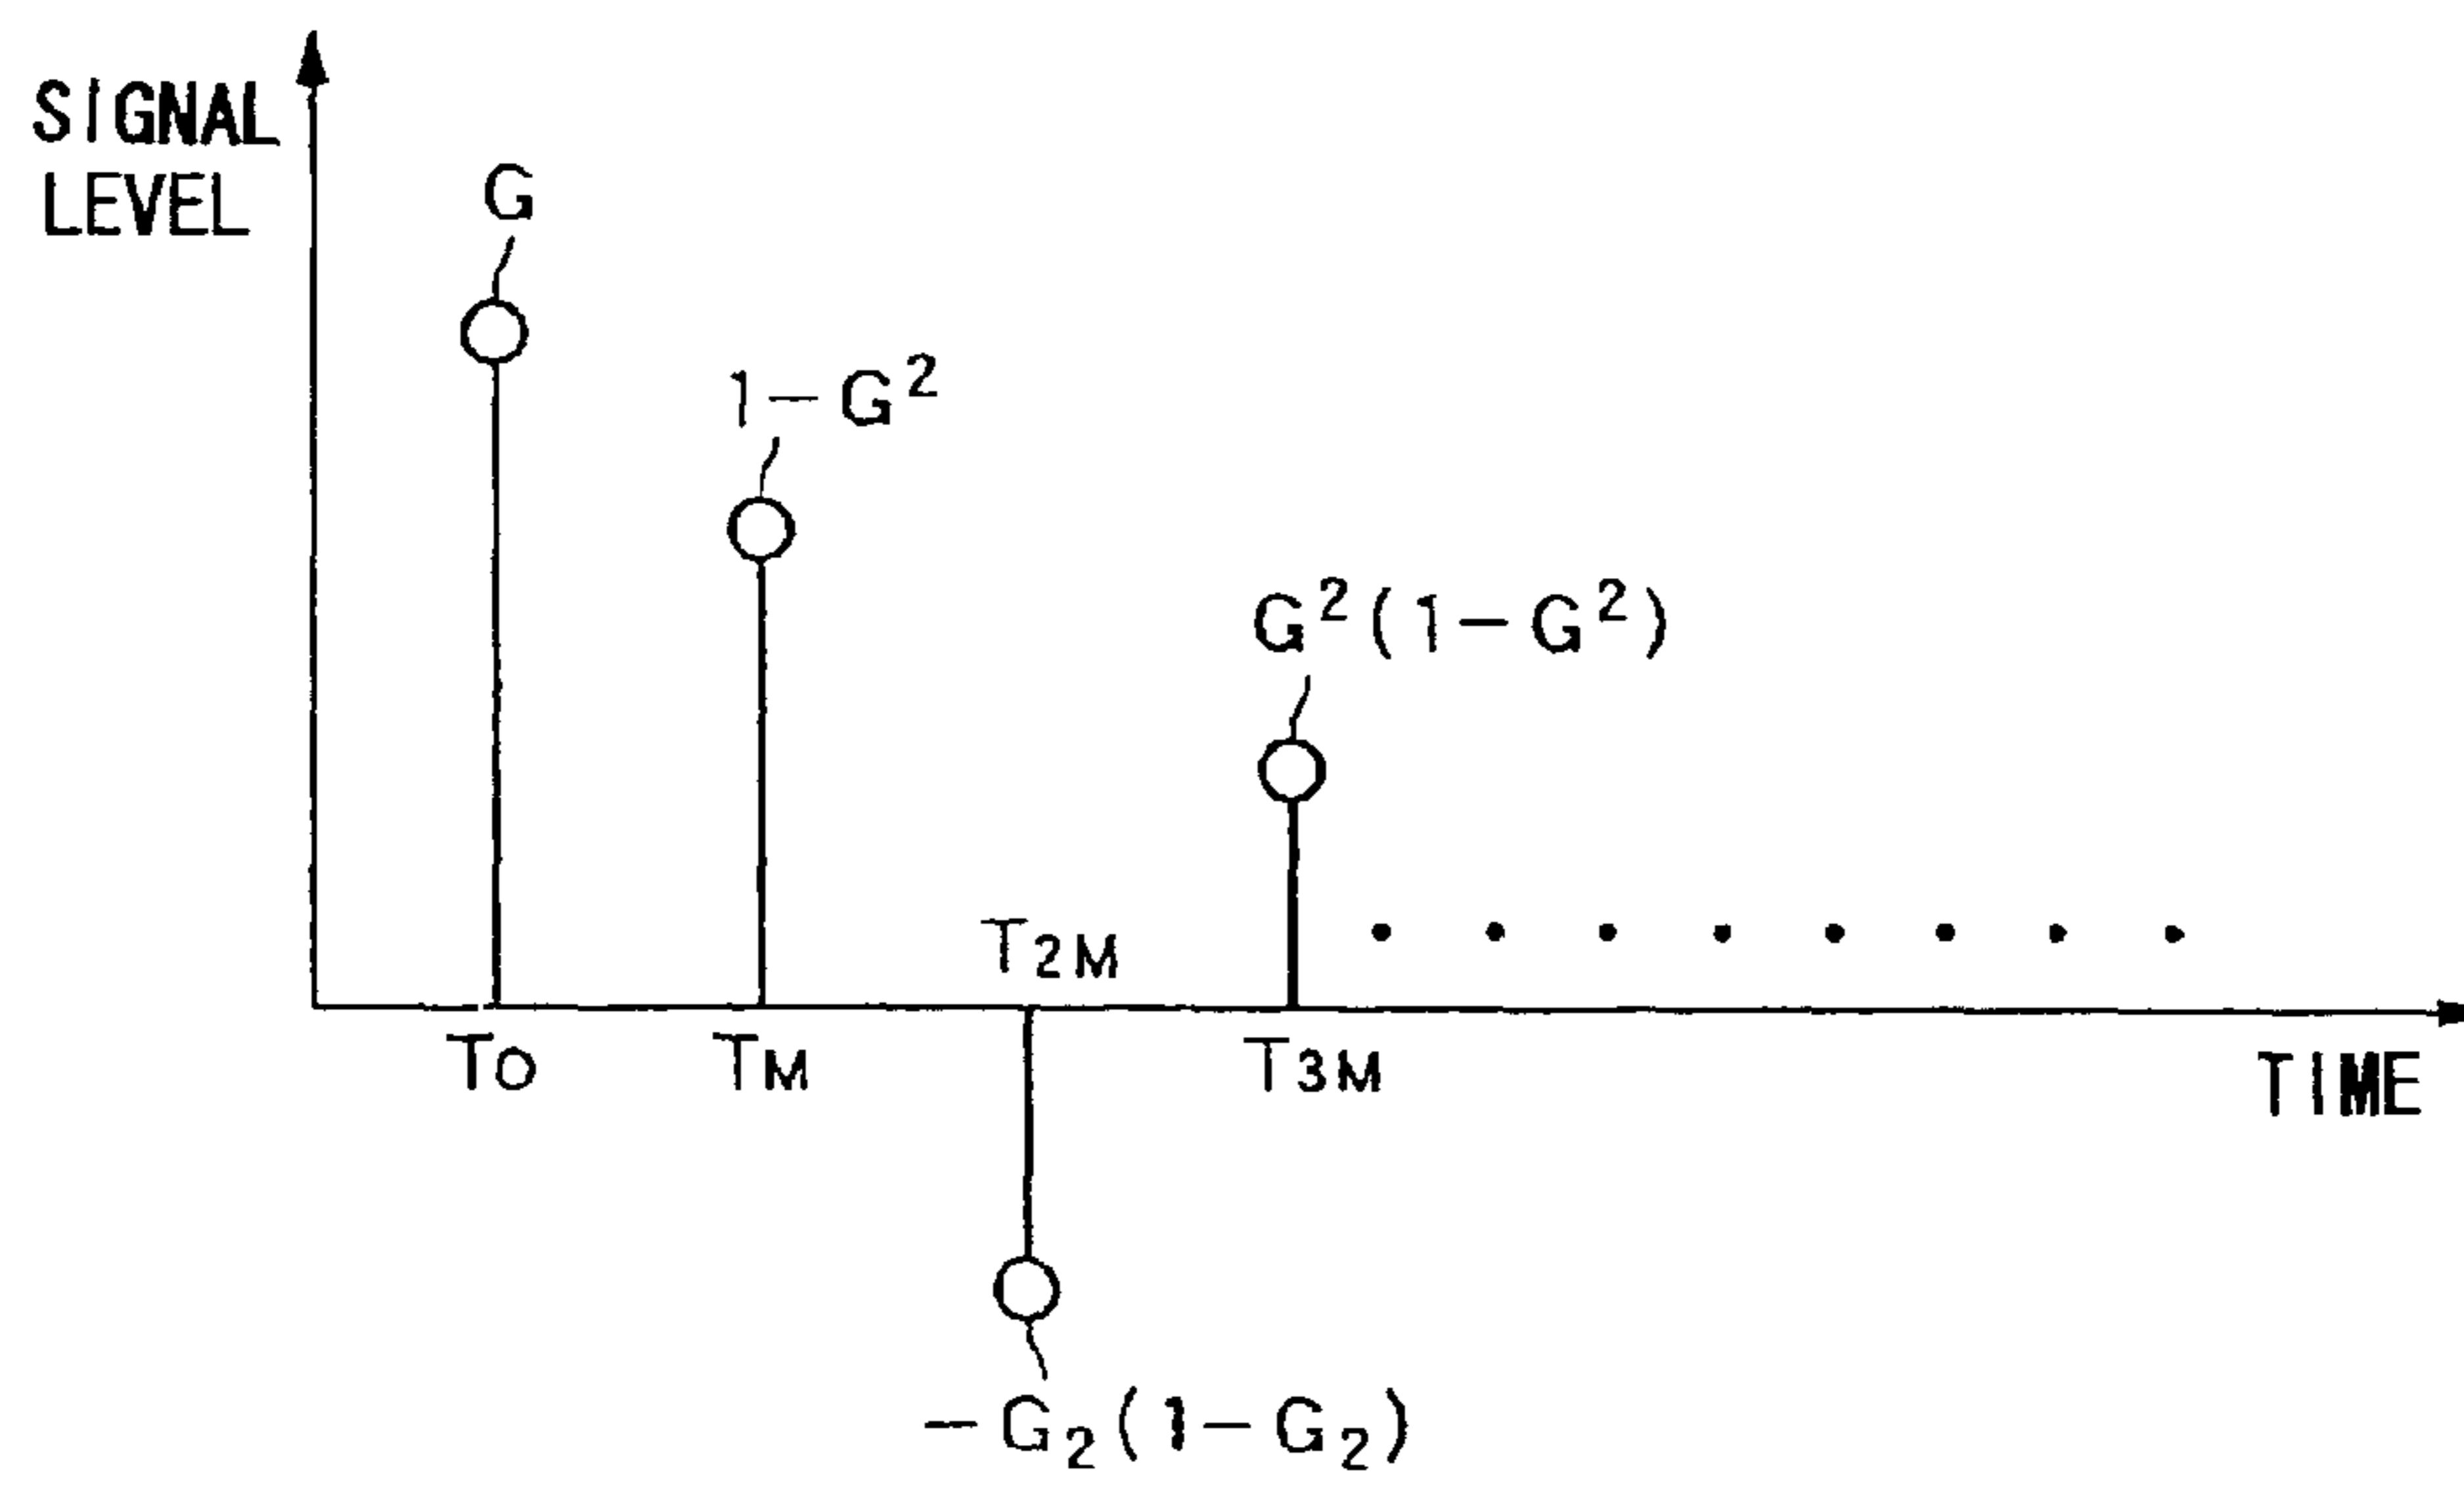 SIGNAL
LEVEL
G
1-G²
G²(1-G²)
T₂M
T₀
TM
T₃M
TIME
-G₂(1-G₂)